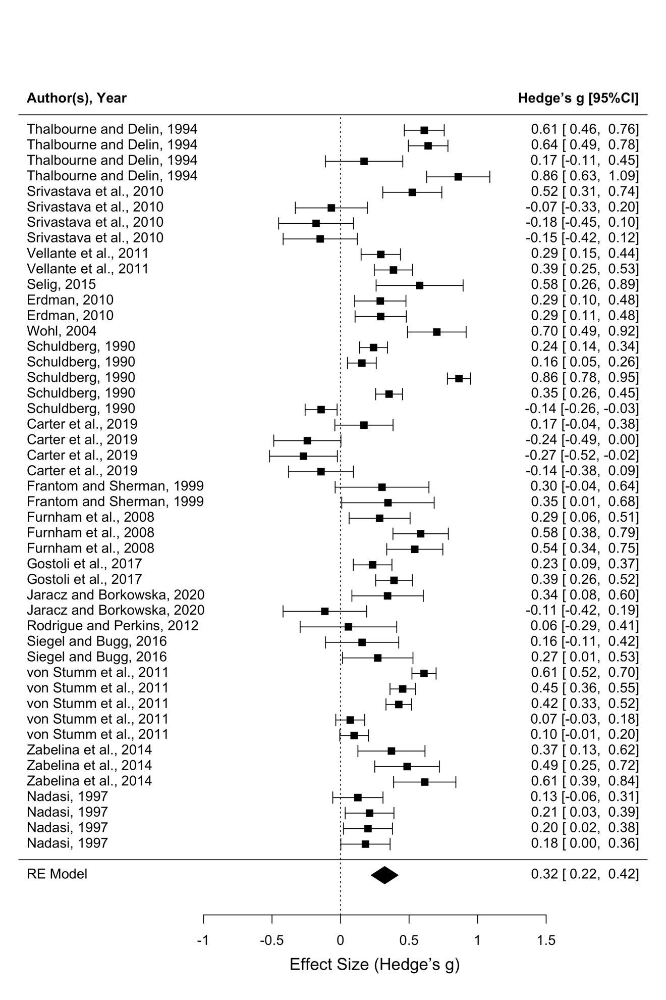 Author(s), Year Hedge’s g [95%CI]
Thalbourne and Delin, 1994 0.61 [ 0.46, 0.76]
Thalbourne and Delin, 1994 0.64 [ 0.49, 0.78]
Thalbourne and Delin, 1994 0.17 [-0.11, 0.45]
Thalbourne and Delin, 1994 0.86 [ 0.63, 1.09]
Srivastava et al., 2010 0.52 [ 0.31, 0.74]
Srivastava et al., 2010 -0.07 [-0.33, 0.20]
Srivastava et al., 2010 -0.18 [-0.45, 0.10]
Srivastava et al., 2010 -0.15 [-0.42, 0.12]
Vellante et al., 2011 0.29 [ 0.15, 0.44]
Vellante et al., 2011 0.39 [ 0.25, 0.53]
Selig, 2015 0.58 [ 0.26, 0.89]
Erdman, 2010 0.29 [ 0.10, 0.48]
Erdman, 2010 0.29 [ 0.11, 0.48]
Wohl, 2004 0.70 [ 0.49, 0.92]
Schuldberg, 1990 0.24 [ 0.14, 0.34]
Schuldberg, 1990 0.16 [ 0.05, 0.26]
Schuldberg, 1990 0.86 [ 0.78, 0.95]
Schuldberg, 1990 0.35 [ 0.26, 0.45]
Schuldberg, 1990 -0.14 [-0.26, -0.03]
Carter et al., 2019 0.17 [-0.04, 0.38]
Carter et al., 2019 -0.24 [-0.49, 0.00]
Carter et al., 2019 -0.27 [-0.52, -0.02]
Carter et al., 2019 -0.14 [-0.38, 0.09]
Frantom and Sherman, 1999 0.30 [-0.04, 0.64]
Frantom and Sherman, 1999 0.35 [ 0.01, 0.68]
Furnham et al., 2008 0.29 [ 0.06, 0.51]
Furnham et al., 2008 0.58 [ 0.38, 0.79]
Furnham et al., 2008 0.54 [ 0.34, 0.75]
Gostoli et al., 2017 0.23 [ 0.09, 0.37]
Gostoli et al., 2017 0.39 [ 0.26, 0.52]
Jaracz and Borkowska, 2020 0.34 [ 0.08, 0.60]
Jaracz and Borkowska, 2020 -0.11 [-0.42, 0.19]
Rodrigue and Perkins, 2012 0.06 [-0.29, 0.41]
Siegel and Bugg, 2016 0.16 [-0.11, 0.42]
Siegel and Bugg, 2016 0.27 [ 0.01, 0.53]
von Stumm et al., 2011 0.61 [ 0.52, 0.70]
von Stumm et al., 2011 0.45 [ 0.36, 0.55]
von Stumm et al., 2011 0.42 [ 0.33, 0.52]
von Stumm et al., 2011 0.07 [-0.03, 0.18]
von Stumm et al., 2011 0.10 [-0.01, 0.20]
Zabelina et al., 2014 0.37 [ 0.13, 0.62]
Zabelina et al., 2014 0.49 [ 0.25, 0.72]
Zabelina et al., 2014 0.61 [ 0.39, 0.84]
Nadasi, 1997 0.13 [-0.06, 0.31]
Nadasi, 1997 0.21 [ 0.03, 0.39]
Nadasi, 1997 0.20 [ 0.02, 0.38]
Nadasi, 1997 0.18 [ 0.00, 0.36]
RE Model 0.32 [ 0.22, 0.42]
-1 -0.5 0 0.5 1 1.5
Effect Size (Hedge’s g)